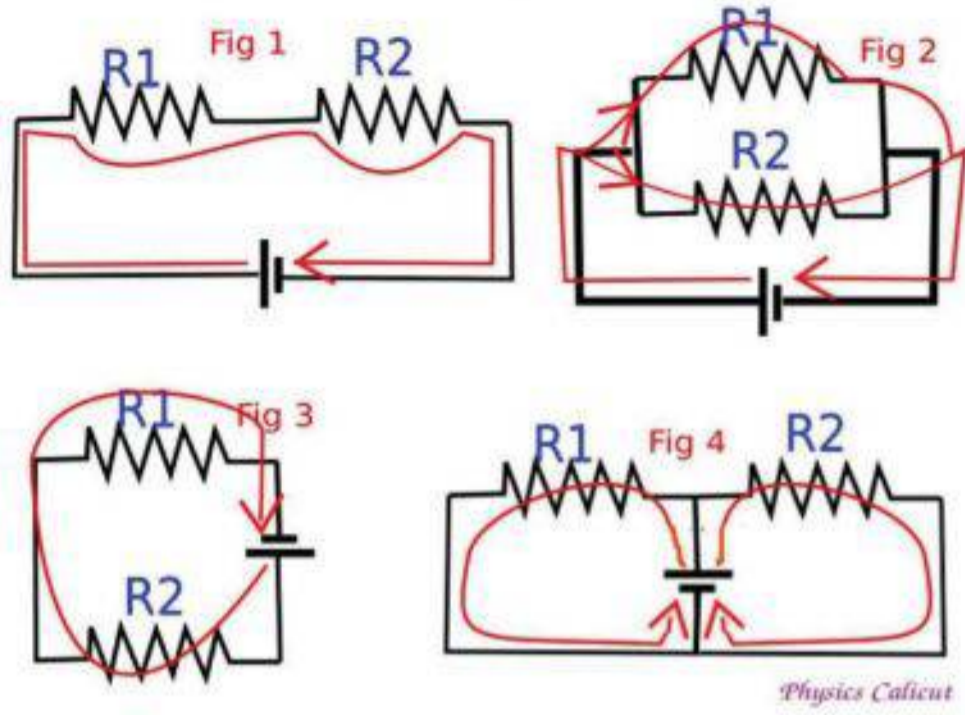 R1 Fig 1 R2
R1 Fig 2
R2
R1 Fig 3
R2
R1 Fig 4 R2
Physics Calicut